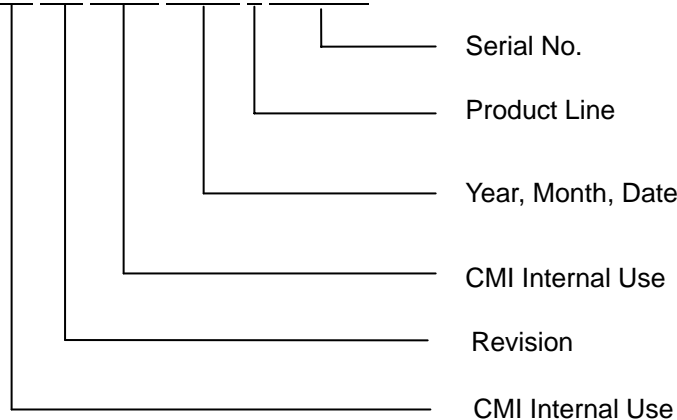 Serial No.
Product Line
Year, Month, Date
CMI Internal Use
Revision
CMI Internal Use